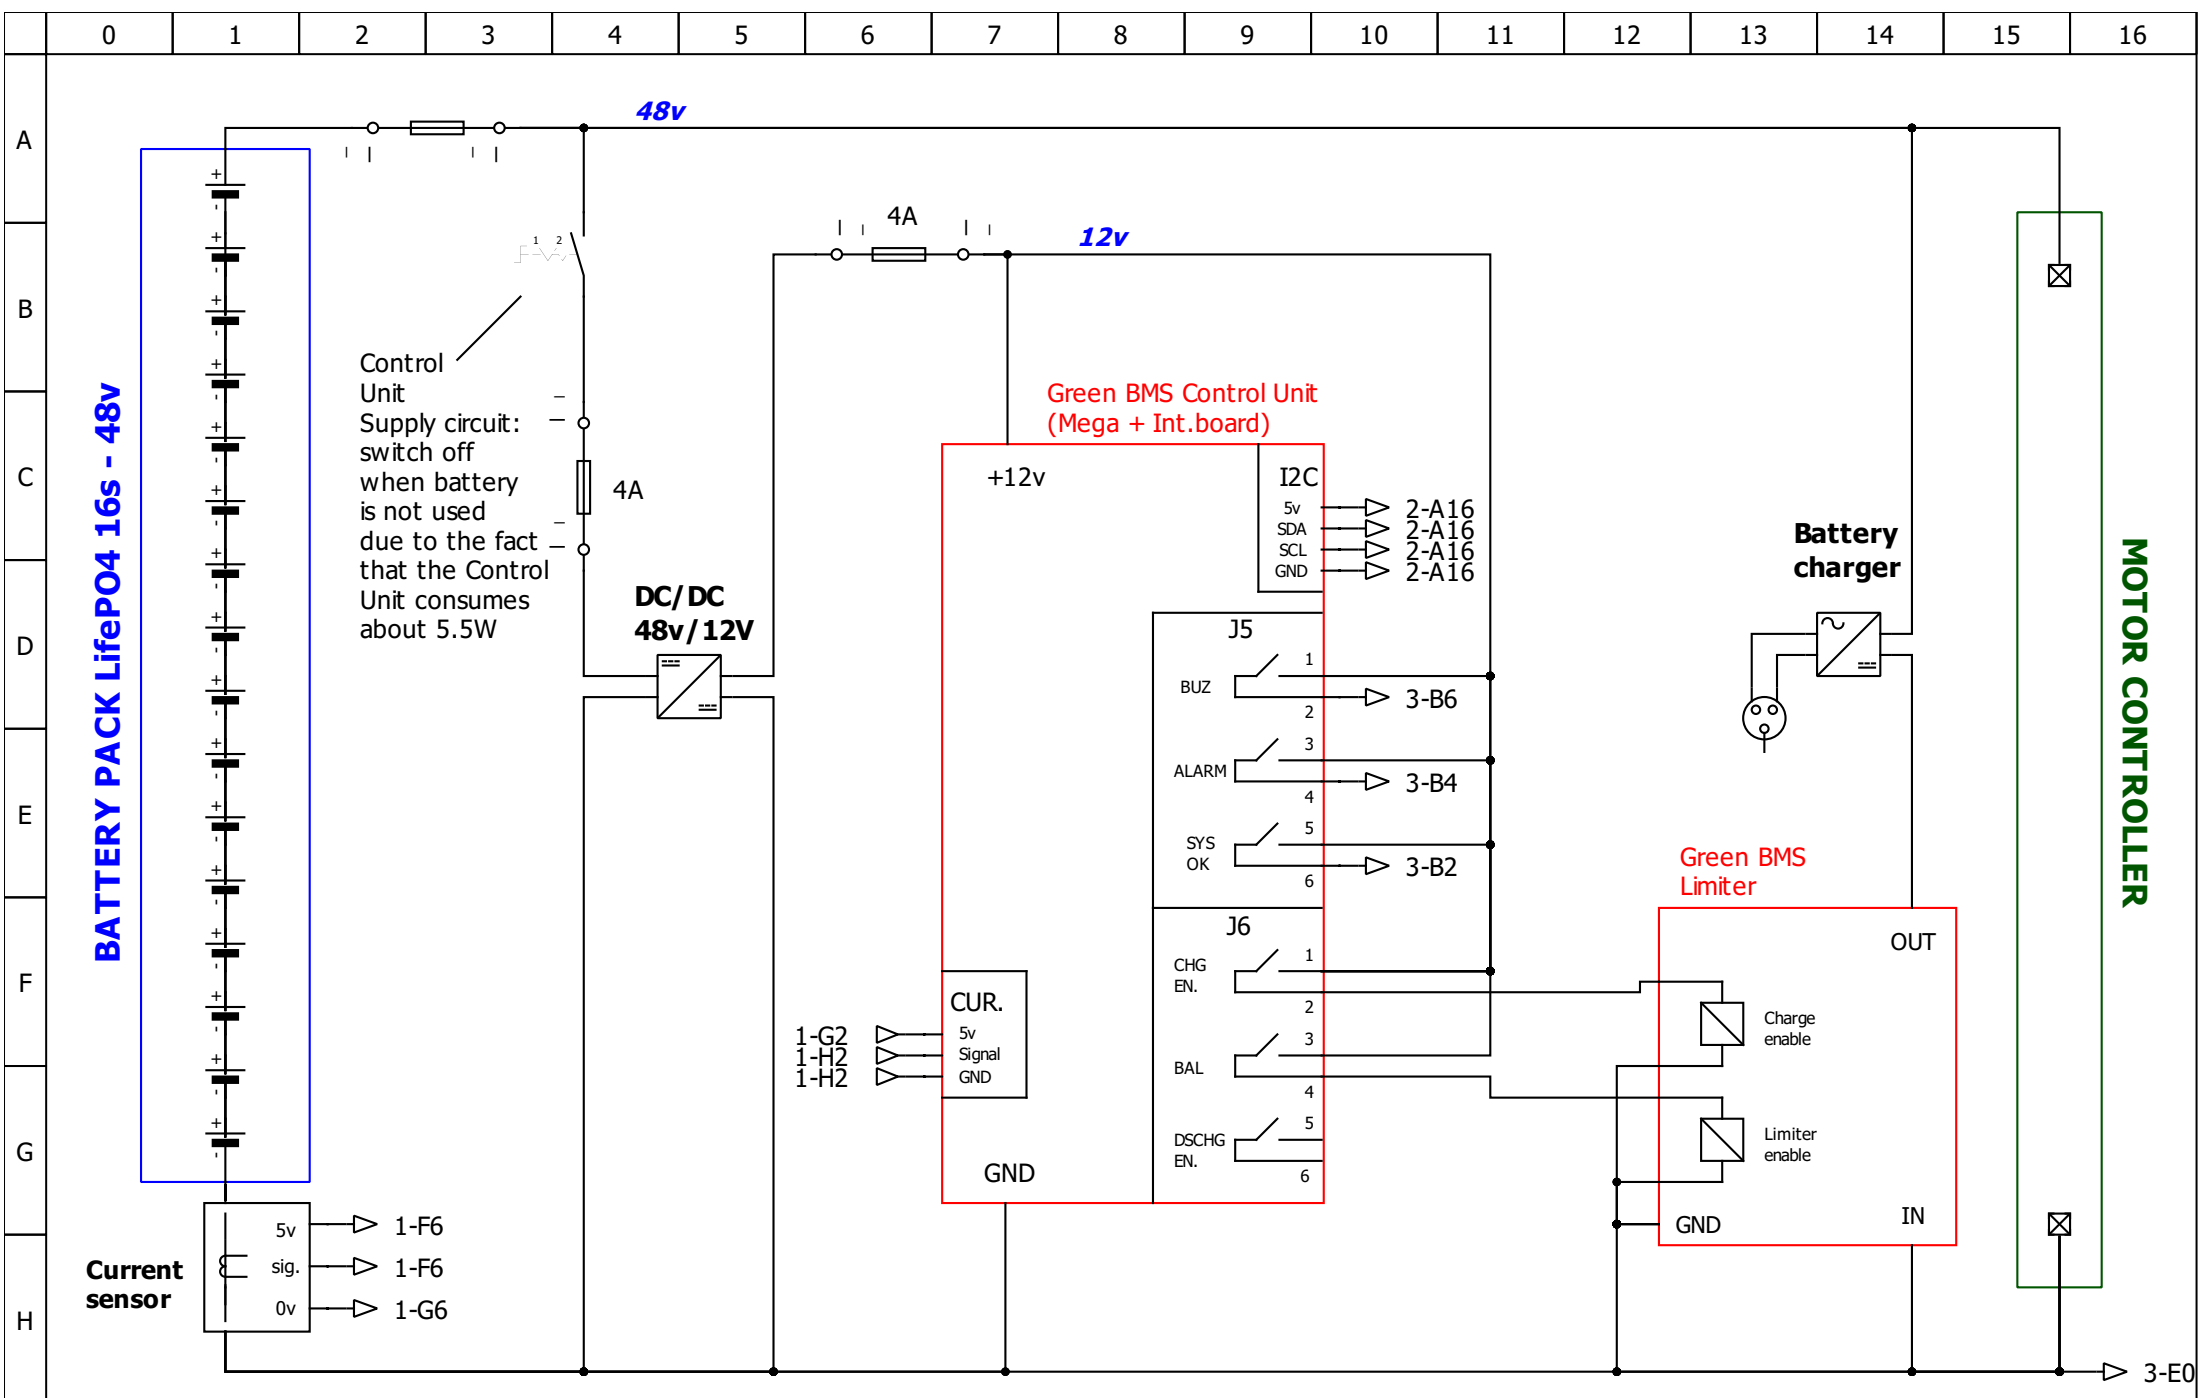 0 1 2 3 4 5 6 7 8 9 10 11 12 13 14 15 16
A
B
C
D
E
F
G
H
48v
4A
12v
1 2
BATTERY PACK LifePO4 16s - 48v
Control
Unit
Supply circuit:
switch off
when battery
is not used
due to the fact
that the Control
Unit consumes
about 5.5W
4A
DC/DC
48v/12V
Green BMS Control Unit
(Mega + Int.board)
+12v
I2C
5v 2-A16
SDA 2-A16
SCL 2-A16
GND 2-A16
J5
1
BUZ
2
3-B6
3
ALARM
4
3-B4
5
SYS
OK
6
3-B2
J6
1
CHG
EN.
2
3
BAL
4
5
DSCHG
EN.
6
CUR.
1-G2 5v
1-H2 Signal
1-H2 GND
GND
Battery
charger
Green BMS
Limiter
OUT
Charge
enable
Limiter
enable
GND
IN
MOTOR CONTROLLER
Current
sensor
5v 1-F6
sig. 1-F6
0v 1-G6
3-E0